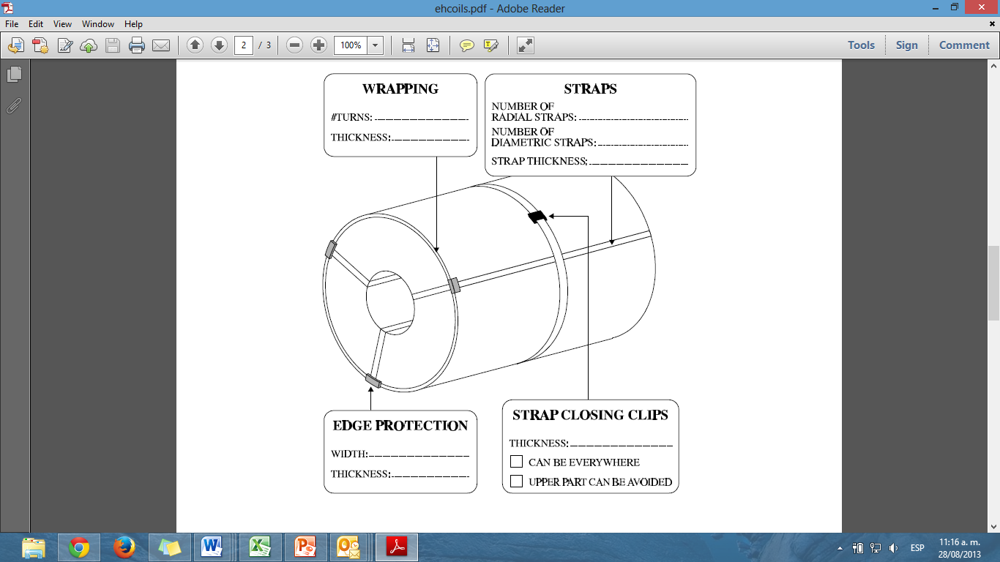 ehcoils.pdf - Adobe Reader
File Edit View Window Help
2 / 3 100% Tools Sign Comment
WRAPPING
#TURNS:
THICKNESS:
STRAPS
NUMBER OF
RADIAL STRAPS:
NUMBER OF
DIAMETRIC STRAPS:
STRAP THICKNESS:
EDGE PROTECTION
WIDTH:
THICKNESS:
STRAP CLOSING CLIPS
THICKNESS:
CAN BE EVERYWHERE
UPPER PART CAN BE AVOIDED
ESP
11:16 a. m.
28/08/2013